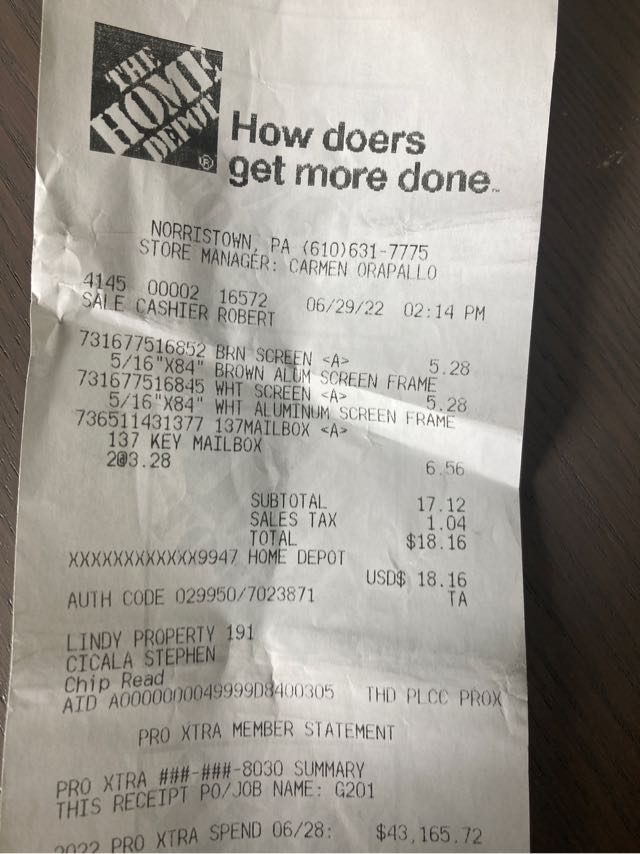 THE
HOME
DEPOT
®
How doers
get more done™
NORRISTOWN, PA (610)631-7775
STORE MANAGER: CARMEN ORAPALLO
4145 00002 16572 06/29/22 02:14 PM
SALE CASHIER ROBERT
731677516852 BRN SCREEN <A> 5.28
5/16"X84" BROWN ALUM SCREEN FRAME
731677516845 WHT SCREEN <A> 5.28
5/16"X84" WHT ALUMINUM SCREEN FRAME
736511431377 137MAILBOX <A>
137 KEY MAILBOX
2@3.28 6.56
SUBTOTAL 17.12
SALES TAX 1.04
TOTAL $18.16
XXXXXXXXXXXX9947 HOME DEPOT
USD$ 18.16
AUTH CODE 029950/7023871 TA
LINDY PROPERTY 191
CICALA STEPHEN
Chip Read
AID A0000000049999D8400305 THD PLCC PROX
PRO XTRA MEMBER STATEMENT
PRO XTRA ###-###-8030 SUMMARY
THIS RECEIPT PO/JOB NAME: G201
2022 PRO XTRA SPEND 06/28: $43,165.72